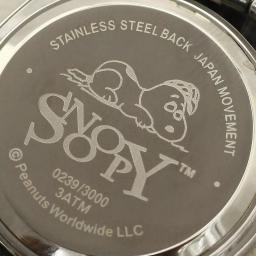 STAINLESS STEEL BACK JAPAN MOVEMENT
SNOOPY™
0239/3000
3ATM
© Peanuts Worldwide LLC